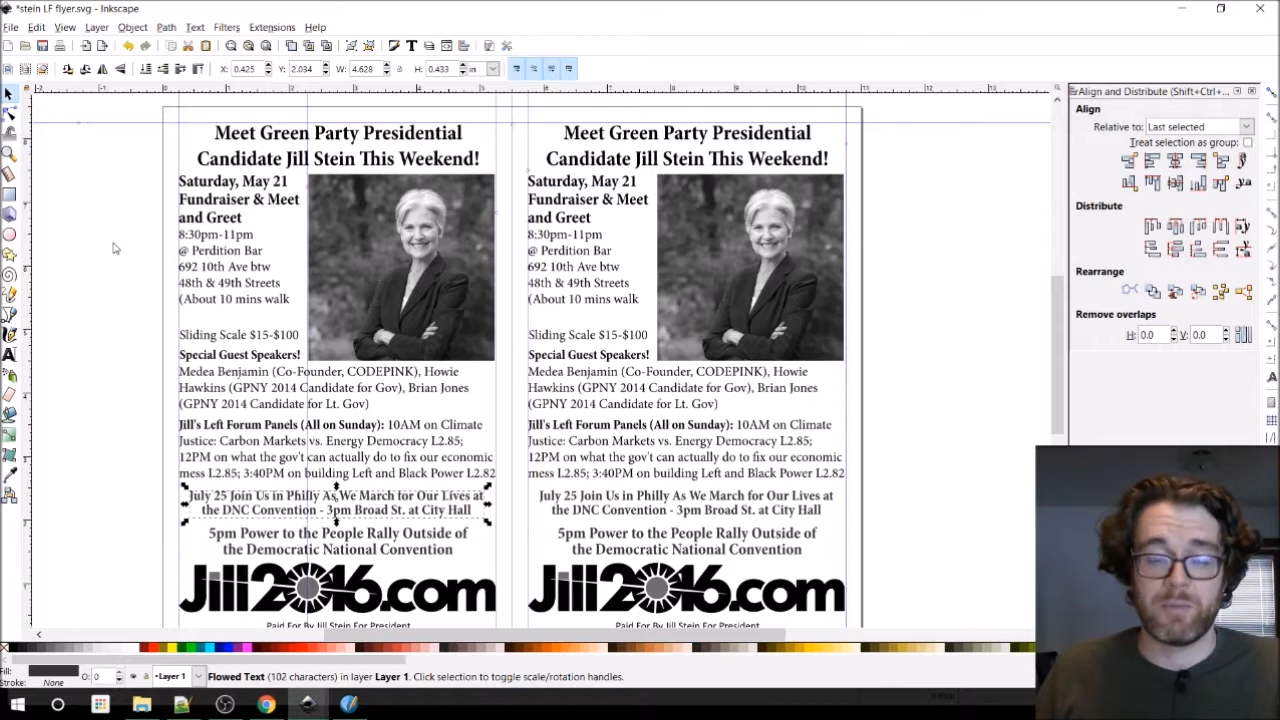 *stein LF flyer.svg - Inkscape
File Edit View Layer Object Path Text Filters Extensions Help
X: 0.425 Y: 2.034 W: 4.628 H: 0.433 in
Align and Distribute (Shift+Ctrl+...
Align
Relative to: Last selected
Treat selection as group:
Distribute
Rearrange
Remove overlaps
H: 0.0 V: 0.0
Meet Green Party Presidential
Candidate Jill Stein This Weekend!
Saturday, May 21
Fundraiser & Meet
and Greet
8:30pm-11pm
@ Perdition Bar
692 10th Ave btw
48th & 49th Streets
(About 10 mins walk
Sliding Scale $15-$100
Special Guest Speakers!
Medea Benjamin (Co-Founder, CODEPINK), Howie
Hawkins (GPNY 2014 Candidate for Gov), Brian Jones
(GPNY 2014 Candidate for Lt. Gov)
Jill's Left Forum Panels (All on Sunday): 10AM on Climate
Justice: Carbon Markets vs. Energy Democracy L2.85;
12PM on what the gov't can actually do to fix our economic
mess L2.85; 3:40PM on building Left and Black Power L2.82
July 25 Join Us in Philly As We March for Our Lives at
the DNC Convention - 3pm Broad St. at City Hall
5pm Power to the People Rally Outside of
the Democratic National Convention
Jill2016.com
Paid For By Jill Stein For President
Meet Green Party Presidential
Candidate Jill Stein This Weekend!
Saturday, May 21
Fundraiser & Meet
and Greet
8:30pm-11pm
@ Perdition Bar
692 10th Ave btw
48th & 49th Streets
(About 10 mins walk
Sliding Scale $15-$100
Special Guest Speakers!
Medea Benjamin (Co-Founder, CODEPINK), Howie
Hawkins (GPNY 2014 Candidate for Gov), Brian Jones
(GPNY 2014 Candidate for Lt. Gov)
Jill's Left Forum Panels (All on Sunday): 10AM on Climate
Justice: Carbon Markets vs. Energy Democracy L2.85;
12PM on what the gov't can actually do to fix our economic
mess L2.85; 3:40PM on building Left and Black Power L2.82
July 25 Join Us in Philly As We March for Our Lives at
the DNC Convention - 3pm Broad St. at City Hall
5pm Power to the People Rally Outside of
the Democratic National Convention
Jill2016.com
Paid For By Jill Stein For President
Fill:
Stroke: None
O: 0
Layer 1
Flowed Text (102 characters) in layer Layer 1. Click selection to toggle scale/rotation handles.